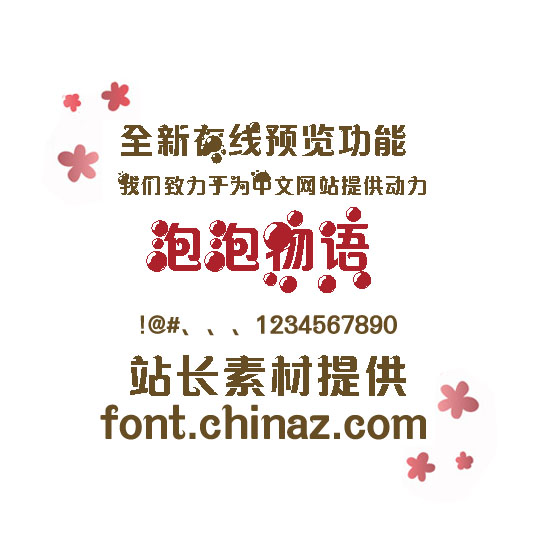 全新在线预览功能
我们致力于为中文网站提供动力
泡泡物语
!@#、、、1234567890
站长素材提供
font.chinaz.com